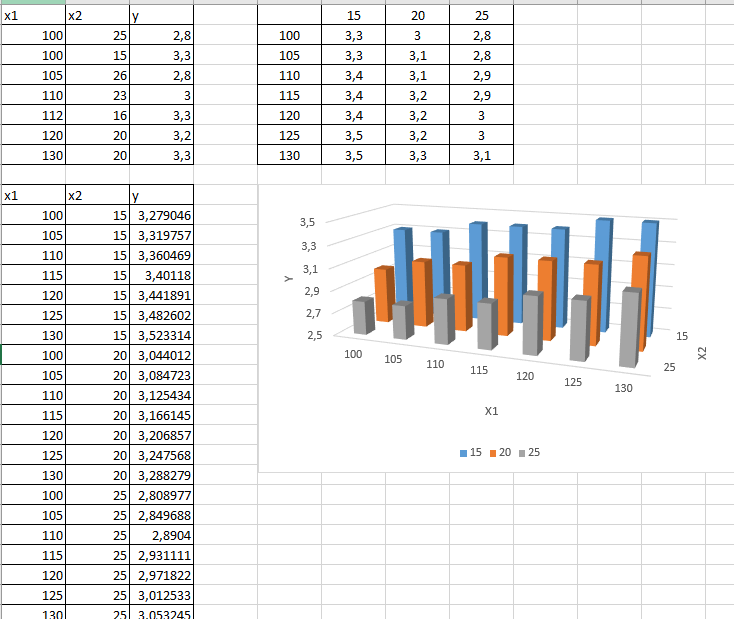 x1 x2 y
100 25 2,8
100 15 3,3
105 26 2,8
110 23 3
112 16 3,3
120 20 3,2
130 20 3,3
15 20 25
100 3,3 3 2,8
105 3,3 3,1 2,8
110 3,4 3,1 2,9
115 3,4 3,2 2,9
120 3,4 3,2 3
125 3,5 3,2 3
130 3,5 3,3 3,1
x1 x2 y
100 15 3,279046
105 15 3,319757
110 15 3,360469
115 15 3,40118
120 15 3,441891
125 15 3,482602
130 15 3,523314
100 20 3,044012
105 20 3,084723
110 20 3,125434
115 20 3,166145
120 20 3,206857
125 20 3,247568
130 20 3,288279
100 25 2,808977
105 25 2,849688
110 25 2,8904
115 25 2,931111
120 25 2,971822
125 25 3,012533
130 25 3,053245
3,5
3,3
3,1
2,9
2,7
2,5
Y
100 105 110 115 120 125 130
X1
15
25
X2
15 20 25